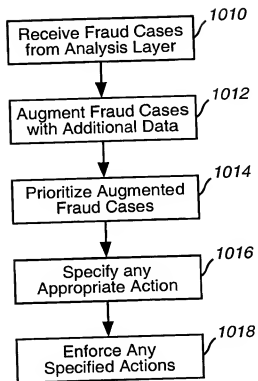 1010
Receive Fraud Cases
from Analysis Layer
1012
Augment Fraud Cases
with Additional Data
1014
Prioritize Augmented
Fraud Cases
1016
Specify any
Appropriate Action
1018
Enforce Any
Specified Actions